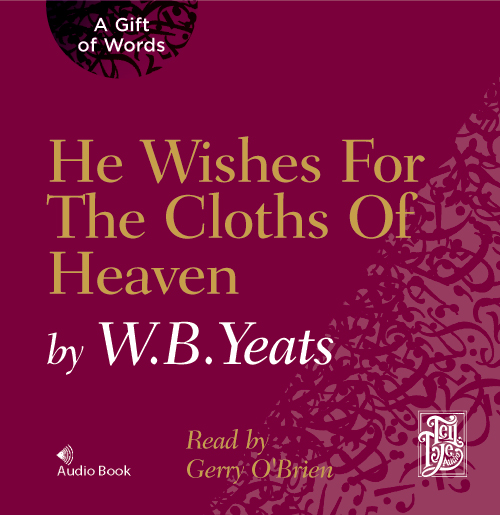 A Gift
of Words
He Wishes For
The Cloths Of
Heaven
by W.B.Yeats
Read by
Gerry O'Brien
Audio Book